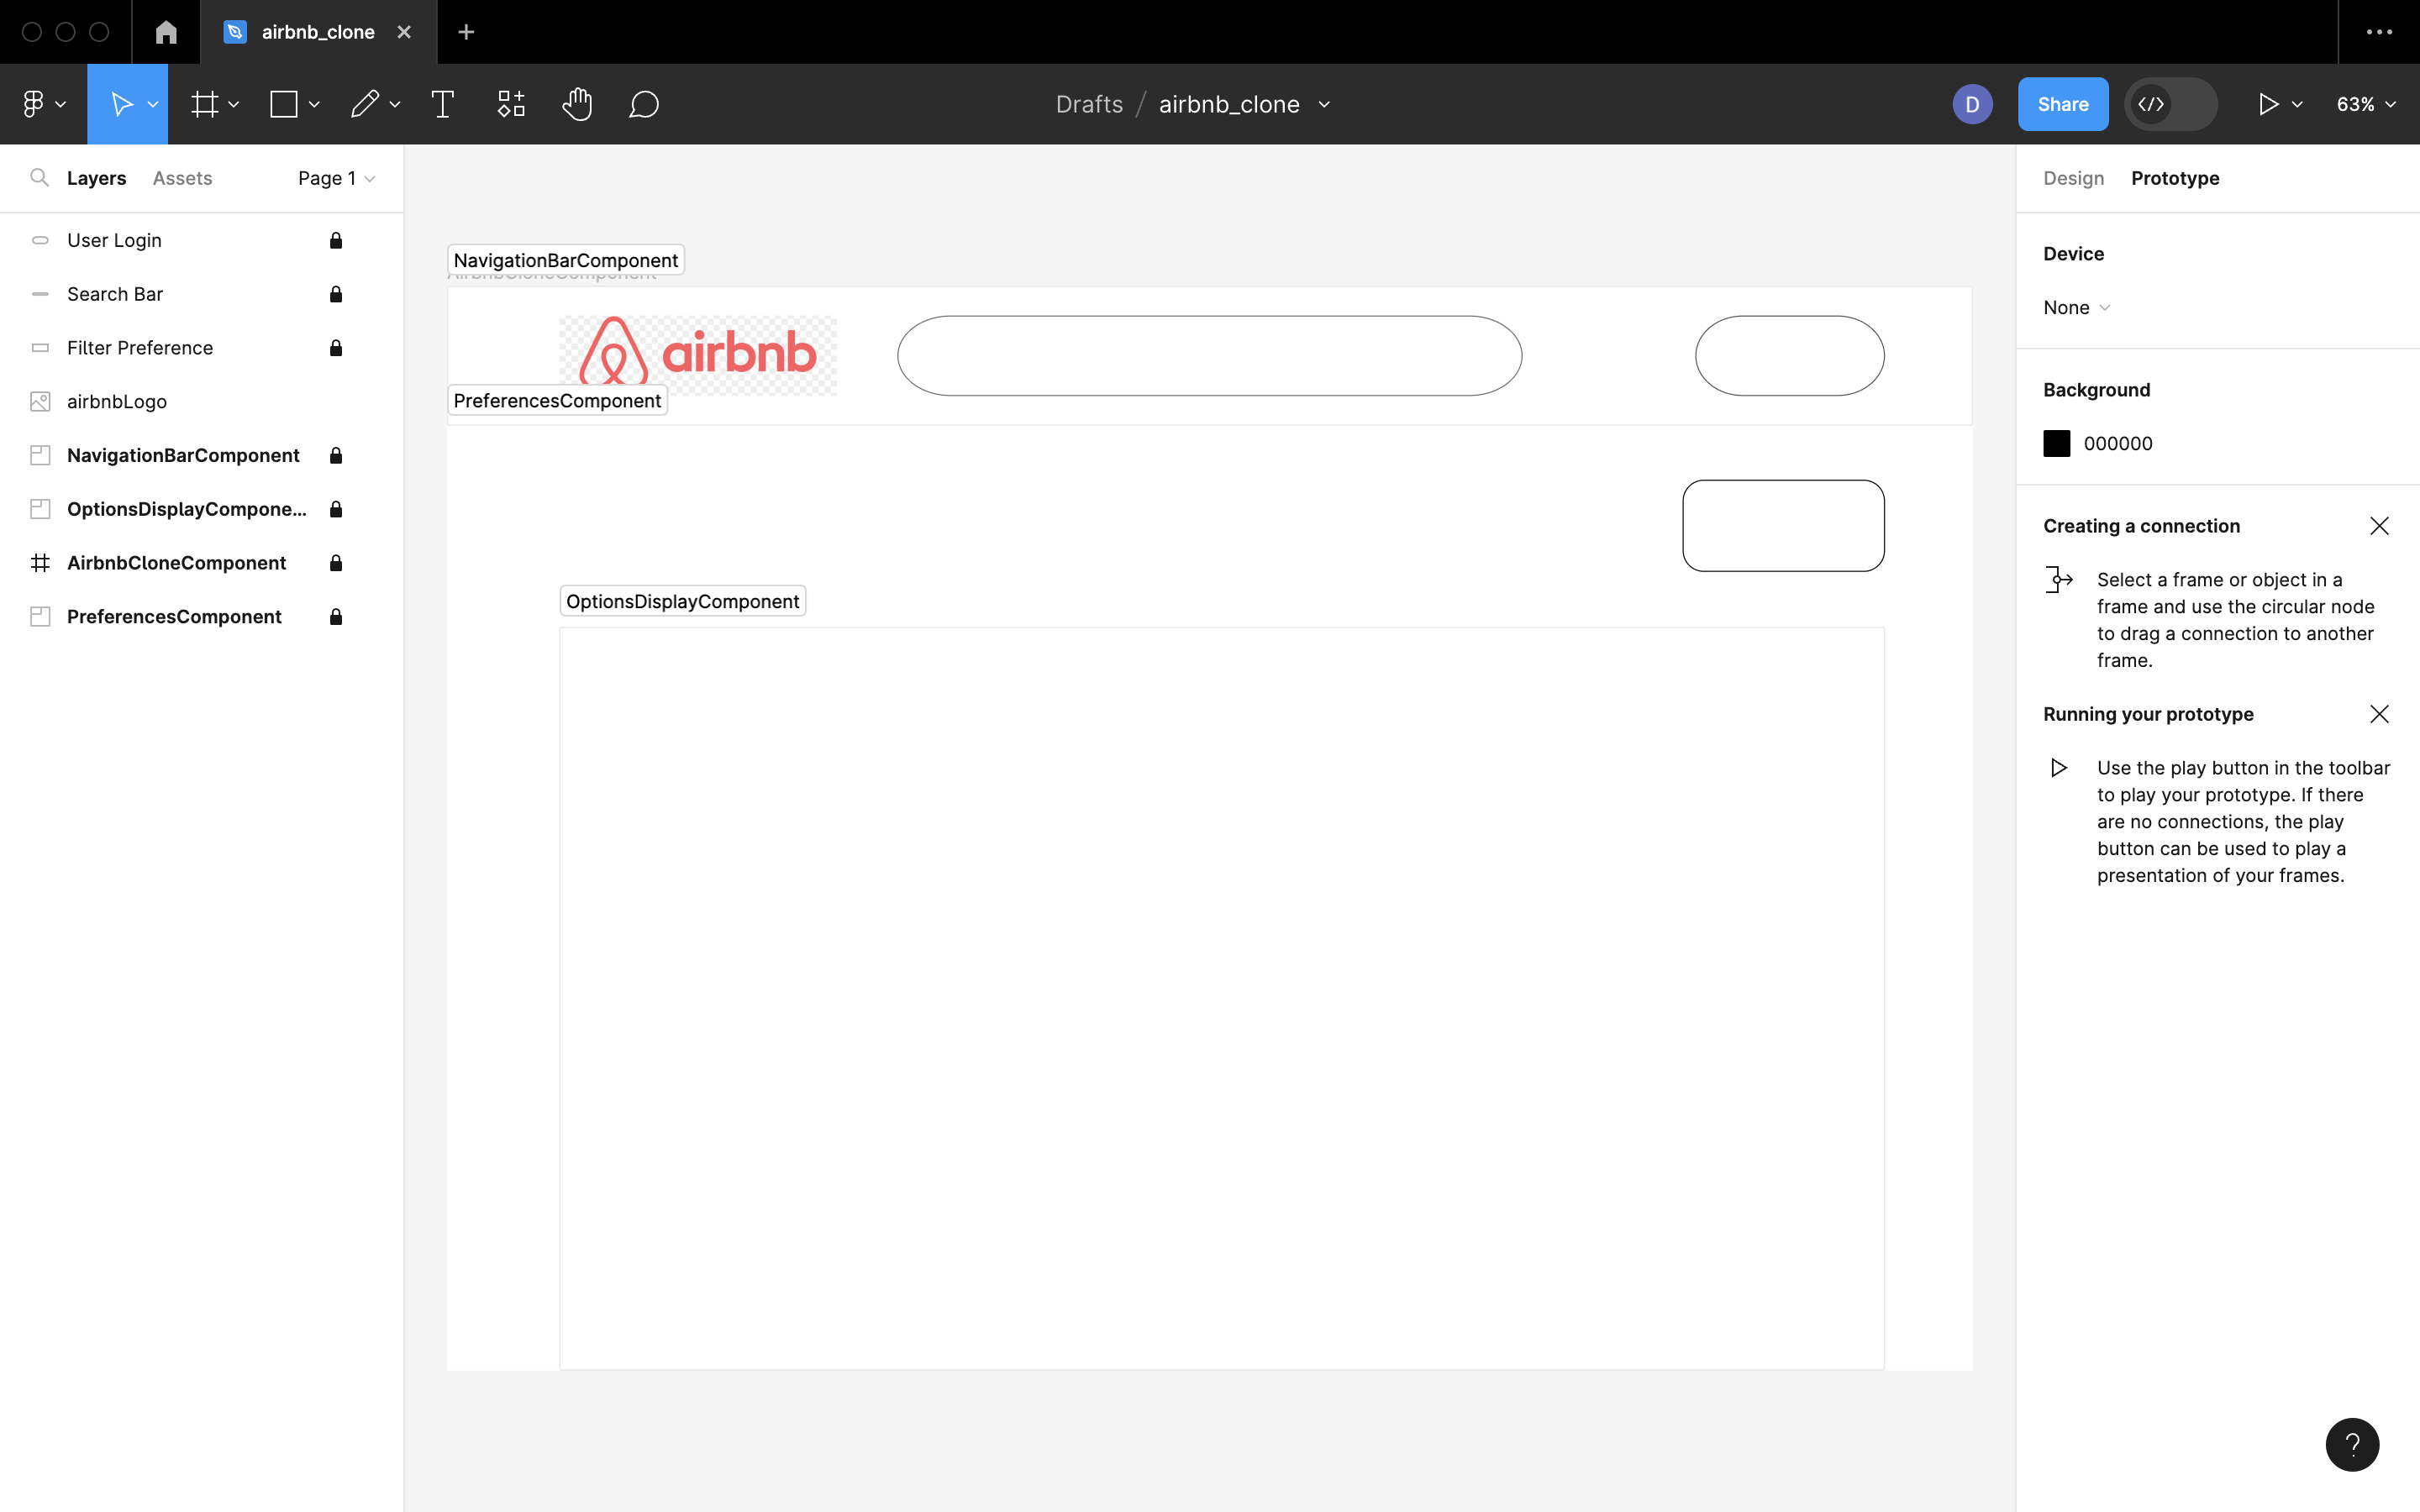 airbnb_clone
Drafts / airbnb_clone
D
Share
63%
Layers
Assets
Page 1
User Login
Search Bar
Filter Preference
airbnbLogo
NavigationBarComponent
OptionsDisplayCompone...
AirbnbCloneComponent
PreferencesComponent
NavigationBarComponent
AirbnbCloneComponent
airbnb
PreferencesComponent
OptionsDisplayComponent
Design
Prototype
Device
None
Background
000000
Creating a connection
Select a frame or object in a
frame and use the circular node
to drag a connection to another
frame.
Running your prototype
Use the play button in the toolbar
to play your prototype. If there
are no connections, the play
button can be used to play a
presentation of your frames.
?